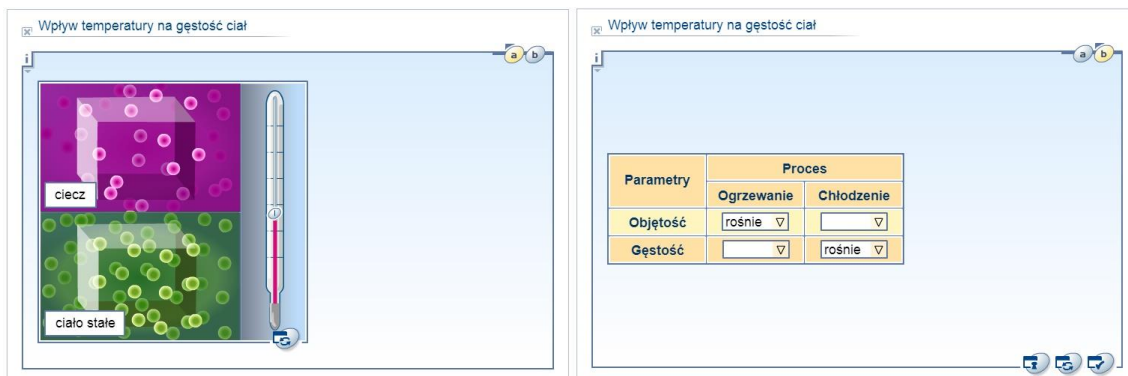 Wpływ temperatury na gęstość ciał
i
a b
ciecz
ciało stałe
Wpływ temperatury na gęstość ciał
i
a b
Parametry Proces
Ogrzewanie Chłodzenie
Objętość rośnie
Gęstość rośnie